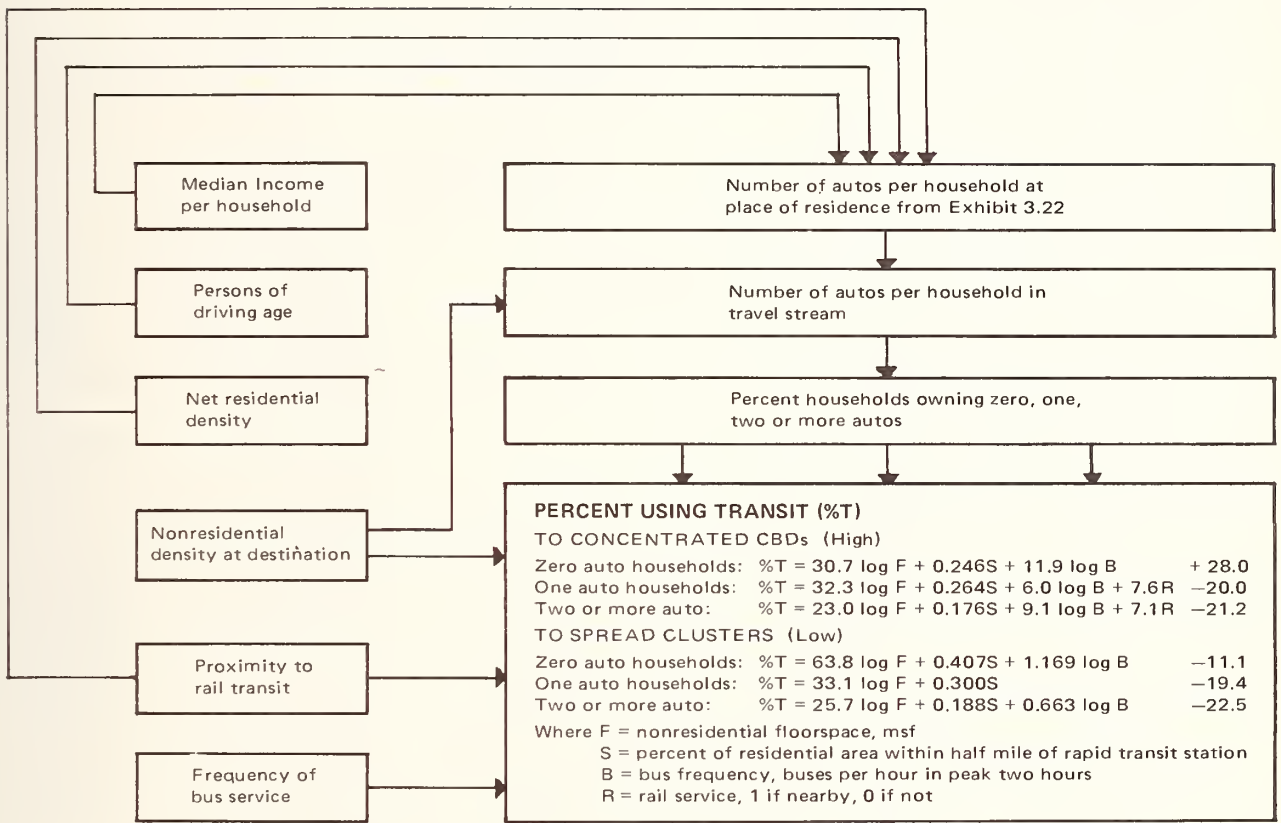 Median Income
per household
Persons of
driving age
Net residential
density
Nonresidential
density at destination
Proximity to
rail transit
Frequency of
bus service
Number of autos per household at
place of residence from Exhibit 3.22
Number of autos per household in
travel stream
Percent households owning zero, one,
two or more autos
PERCENT USING TRANSIT (%T)
TO CONCENTRATED CBDs (High)
Zero auto households: %T = 30.7 log F + 0.246S + 11.9 log B + 28.0
One auto households: %T = 32.3 log F + 0.264S + 6.0 log B + 7.6R −20.0
Two or more auto: %T = 23.0 log F + 0.176S + 9.1 log B + 7.1R −21.2
TO SPREAD CLUSTERS (Low)
Zero auto households: %T = 63.8 log F + 0.407S + 1.169 log B −11.1
One auto households: %T = 33.1 log F + 0.300S −19.4
Two or more auto: %T = 25.7 log F + 0.188S + 0.663 log B −22.5
Where F = nonresidential floorspace, msf
S = percent of residential area within half mile of rapid transit station
B = bus frequency, buses per hour in peak two hours
R = rail service, 1 if nearby, 0 if not